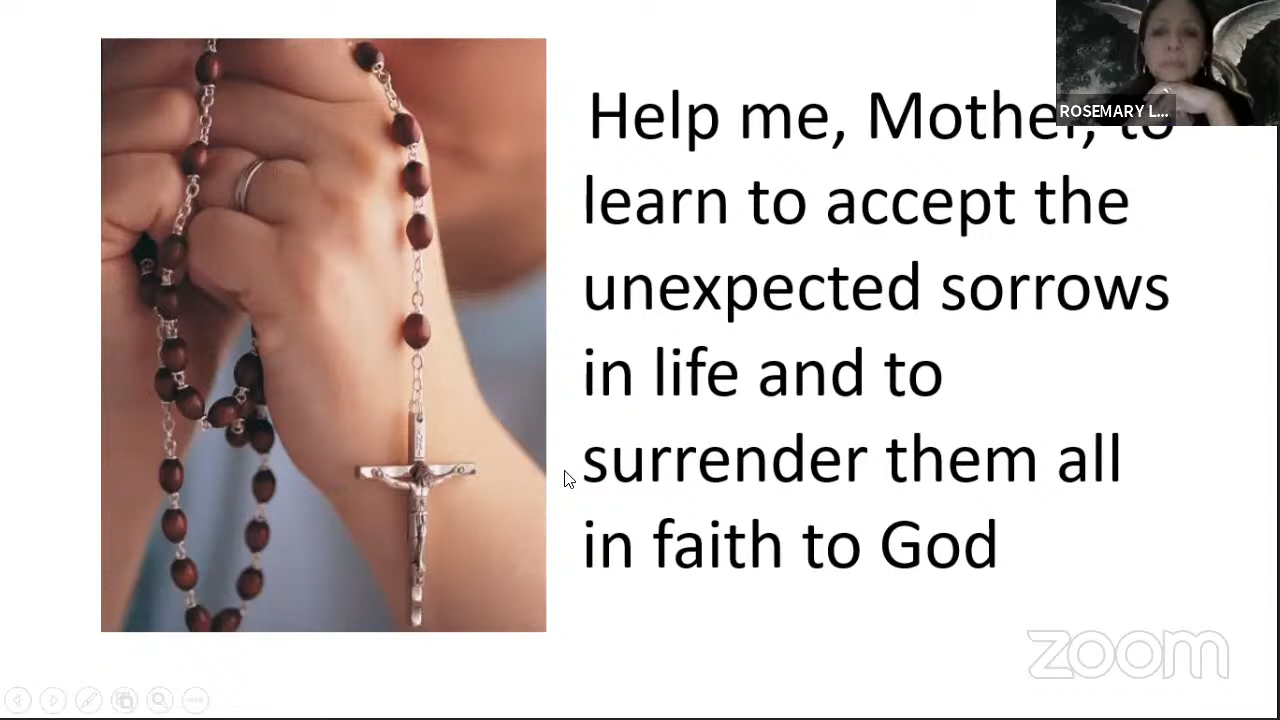 ROSEMARY L...
Help me, Mother, to
learn to accept the
unexpected sorrows
in life and to
surrender them all
in faith to God
zoom